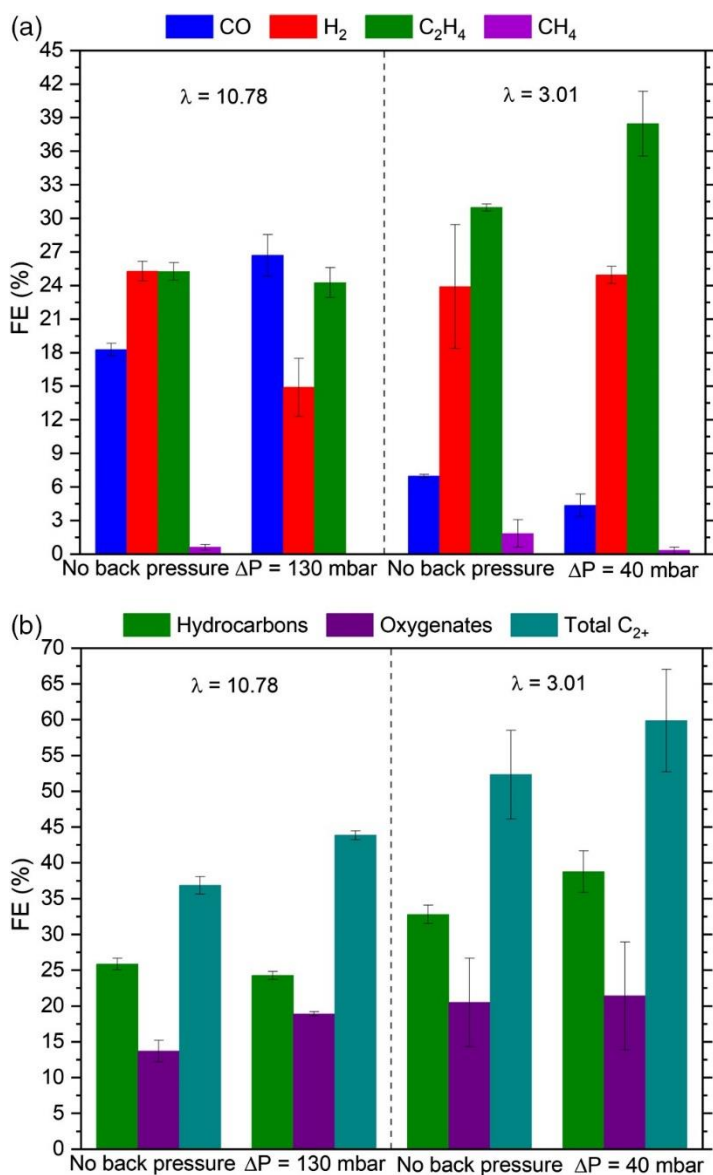 (a)
CO H₂ C₂H₄ CH₄
45
42
39
36
33
30
27
24
21
18
15
12
9
6
3
0
FE (%)
λ = 10.78
λ = 3.01
No back pressure ΔP = 130 mbar No back pressure ΔP = 40 mbar
(b)
Hydrocarbons Oxygenates Total C₂₊
70
65
60
55
50
45
40
35
30
25
20
15
10
5
0
FE (%)
λ = 10.78
λ = 3.01
No back pressure ΔP = 130 mbar No back pressure ΔP = 40 mbar